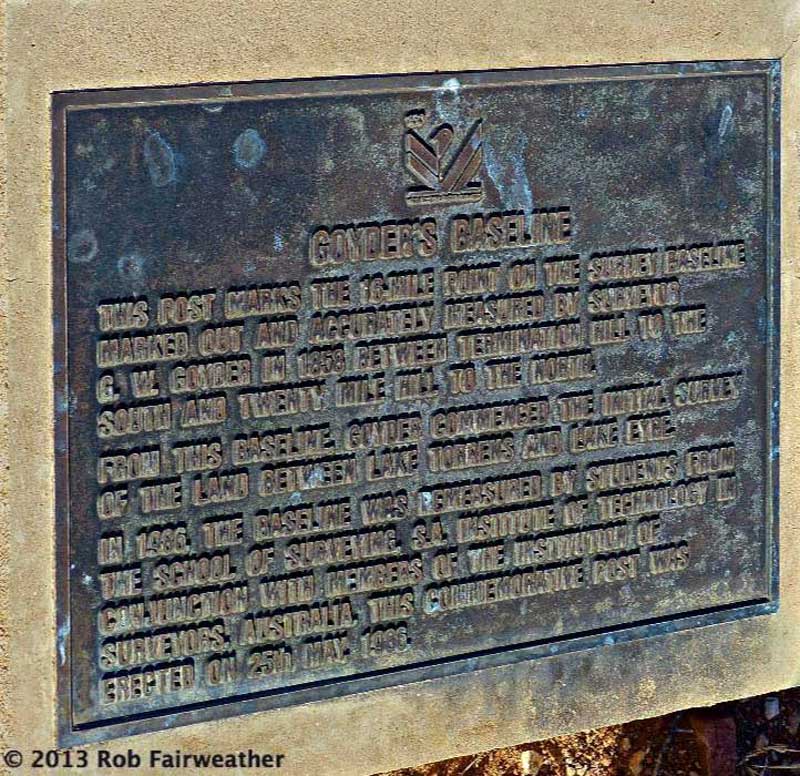 GOYDER'S BASELINE
THIS POST MARKS THE 16-MILE POINT ON THE SURVEY BASELINE
MARKED OUT AND ACCURATELY MEASURED BY SURVEYOR
G. W. GOYDER IN 1859 BETWEEN TERMINATION HILL TO THE
SOUTH AND TWENTY MILE HILL TO THE NORTH.
FROM THIS BASELINE, GOYDER COMMENCED THE INITIAL SURVEY
OF THE LAND BETWEEN LAKE TORRENS AND LAKE EYRE.
IN 1986, THE BASELINE WAS REMEASURED BY STUDENTS FROM
THE SCHOOL OF SURVEYING, S.A. INSTITUTE OF TECHNOLOGY IN
CONJUNCTION WITH MEMBERS OF THE INSTITUTION OF
SURVEYORS, AUSTRALIA. THIS COMMEMORATIVE POST WAS
ERECTED ON 25th MAY, 1986.
© 2013 Rob Fairweather